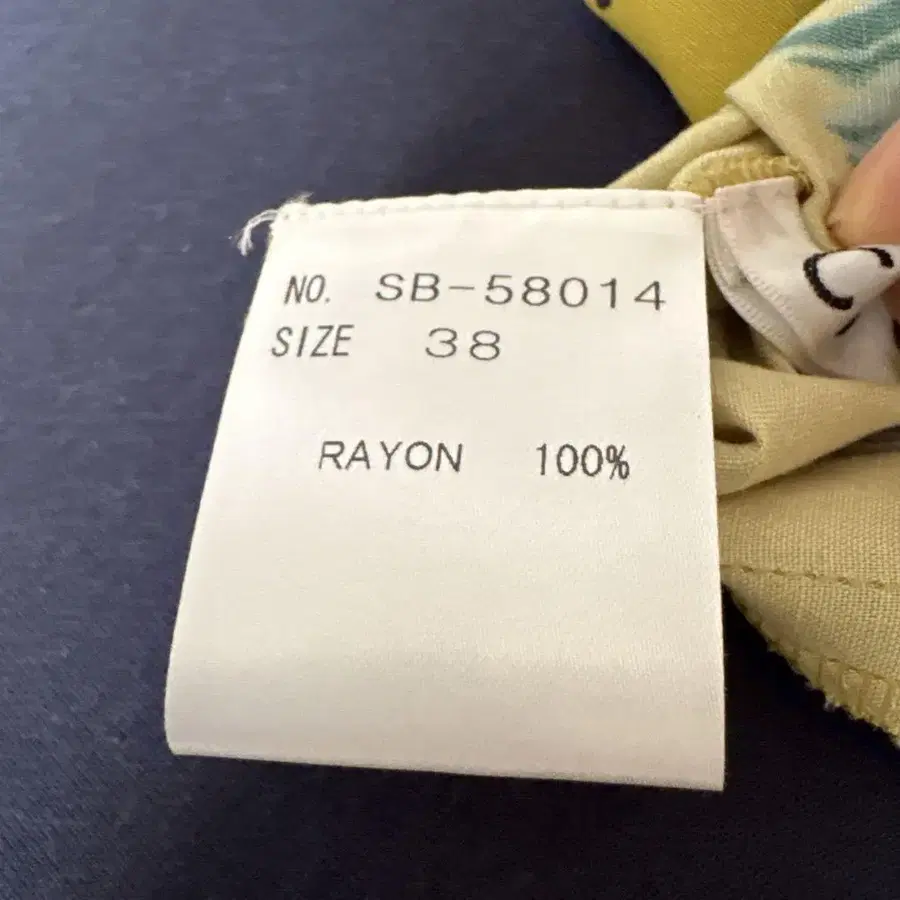 NO. SB-58014
SIZE 38
RAYON 100%